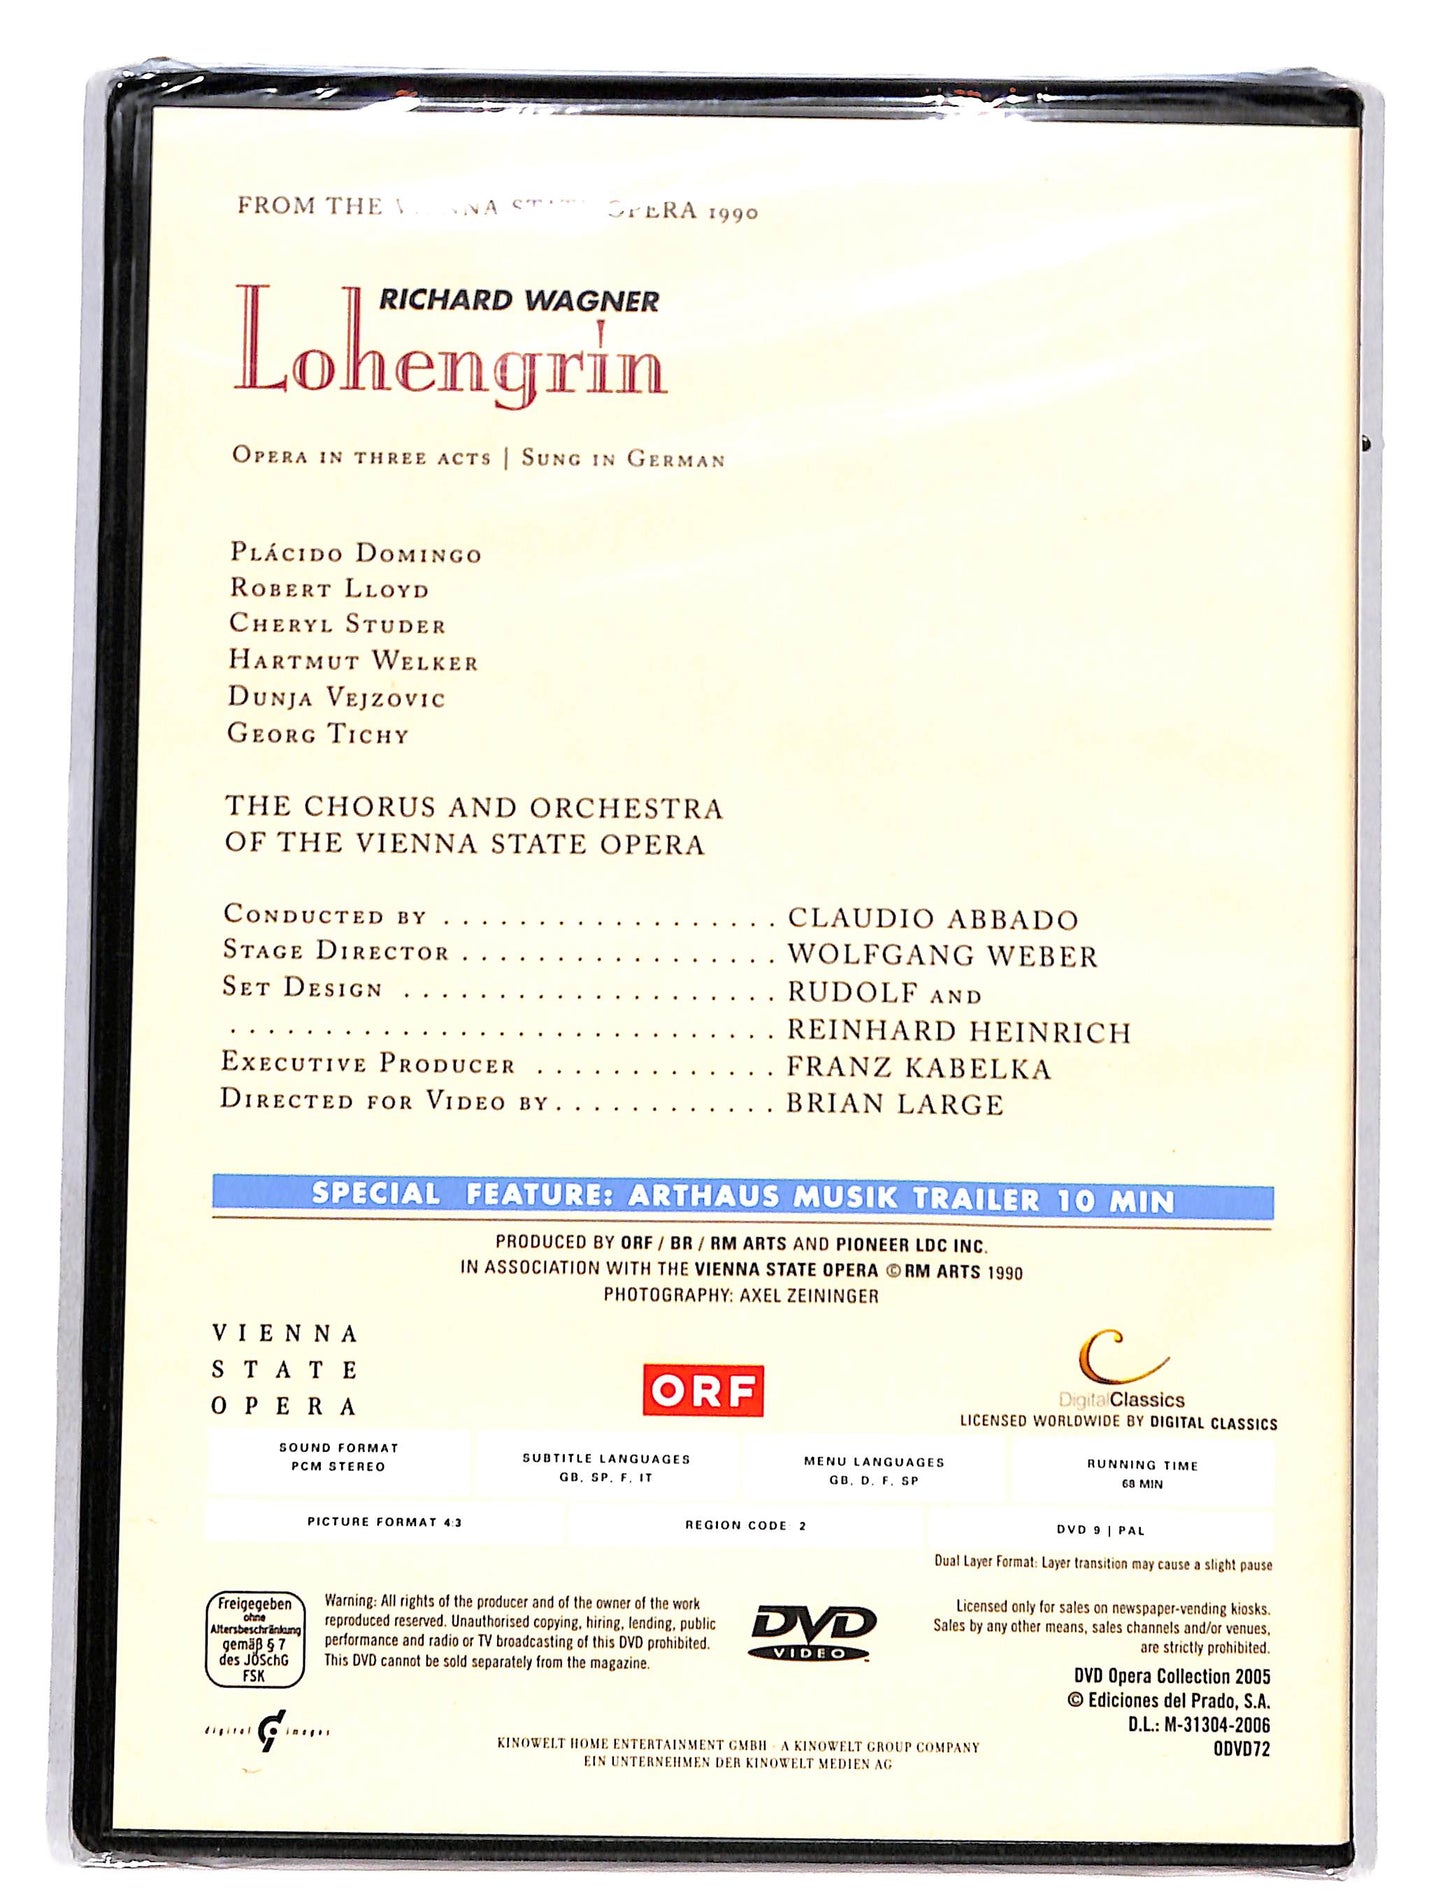 FROM THE OPERA 1990
RICHARD WAGNER
Lohengrin
OPERA IN THREE ACTS | SUNG IN GERMAN
PLÁCIDO DOMINGO
ROBERT LLOYD
CHERYL STUDER
HARTMUT WELKER
DUNJA VEJZOVIC
GEORG TICHY
THE CHORUS AND ORCHESTRA
OF THE VIENNA STATE OPERA
CONDUCTED BY . . . . . . . . . . . . . . . . . . CLAUDIO ABBADO
STAGE DIRECTOR . . . . . . . . . . . . . . . . . WOLFGANG WEBER
SET DESIGN . . . . . . . . . . . . . . . . . . . . RUDOLF AND
. . . . . . . . . . . . . . . . . . . . . . . . . . . . . REINHARD HEINRICH
EXECUTIVE PRODUCER . . . . . . . . . . . . . FRANZ KABELKA
DIRECTED FOR VIDEO BY . . . . . . . . . . . . BRIAN LARGE
SPECIAL FEATURE: ARTHAUS MUSIK TRAILER 10 MIN
PRODUCED BY ORF / BR / RM ARTS AND PIONEER LDC INC.
IN ASSOCIATION WITH THE VIENNA STATE OPERA © RM ARTS 1990
PHOTOGRAPHY: AXEL ZEININGER
VIENNA
STATE
OPERA
ORF
DigitalClassics
LICENSED WORLDWIDE BY DIGITAL CLASSICS
SOUND FORMAT
PCM STEREO
SUBTITLE LANGUAGES
GB, SP, F, IT
MENU LANGUAGES
GB, D, F, SP
RUNNING TIME
68 MIN
PICTURE FORMAT 4:3
REGION CODE 2
DVD 9 | PAL
Dual Layer Format: Layer transition may cause a slight pause
Freigegeben
ohne
Altersbeschränkung
gemäß § 7
des JÖSchG
FSK
Warning: All rights of the producer and of the owner of the work
reproduced reserved. Unauthorised copying, hiring, lending, public
performance and radio or TV broadcasting of this DVD prohibited.
This DVD cannot be sold separately from the magazine.
DVD
VIDEO
Licensed only for sales on newspaper-vending kiosks.
Sales by any other means, sales channels and/or venues,
are strictly prohibited.
DVD Opera Collection 2005
© Ediciones del Prado, S.A.
D.L.: M-31304-2006
ODVD72
digital di images
KINOWELT HOME ENTERTAINMENT GMBH · A KINOWELT GROUP COMPANY
EIN UNTERNEHMEN DER KINOWELT MEDIEN AG